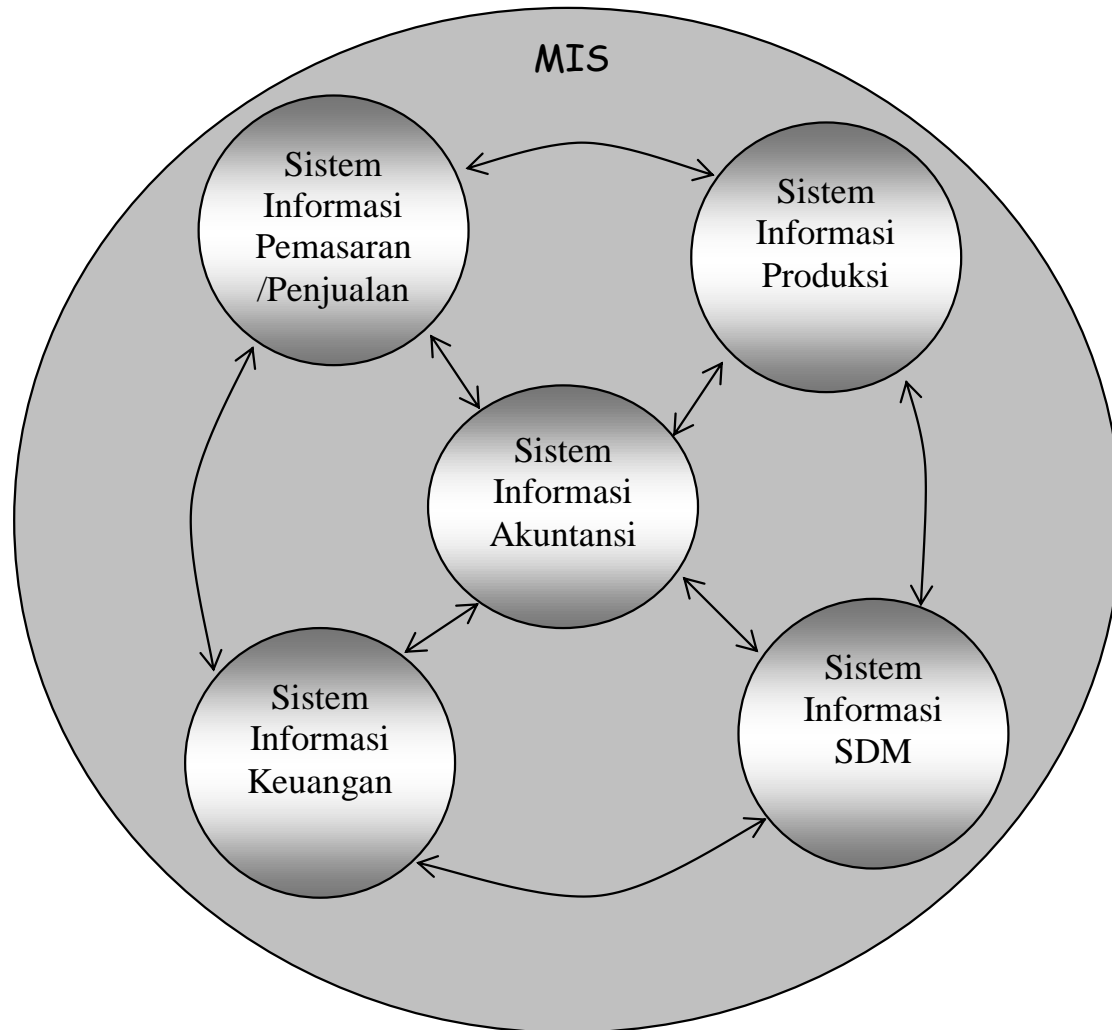 MIS
Sistem
Informasi
Pemasaran
/Penjualan
Sistem
Informasi
Produksi
Sistem
Informasi
Akuntansi
Sistem
Informasi
Keuangan
Sistem
Informasi
SDM